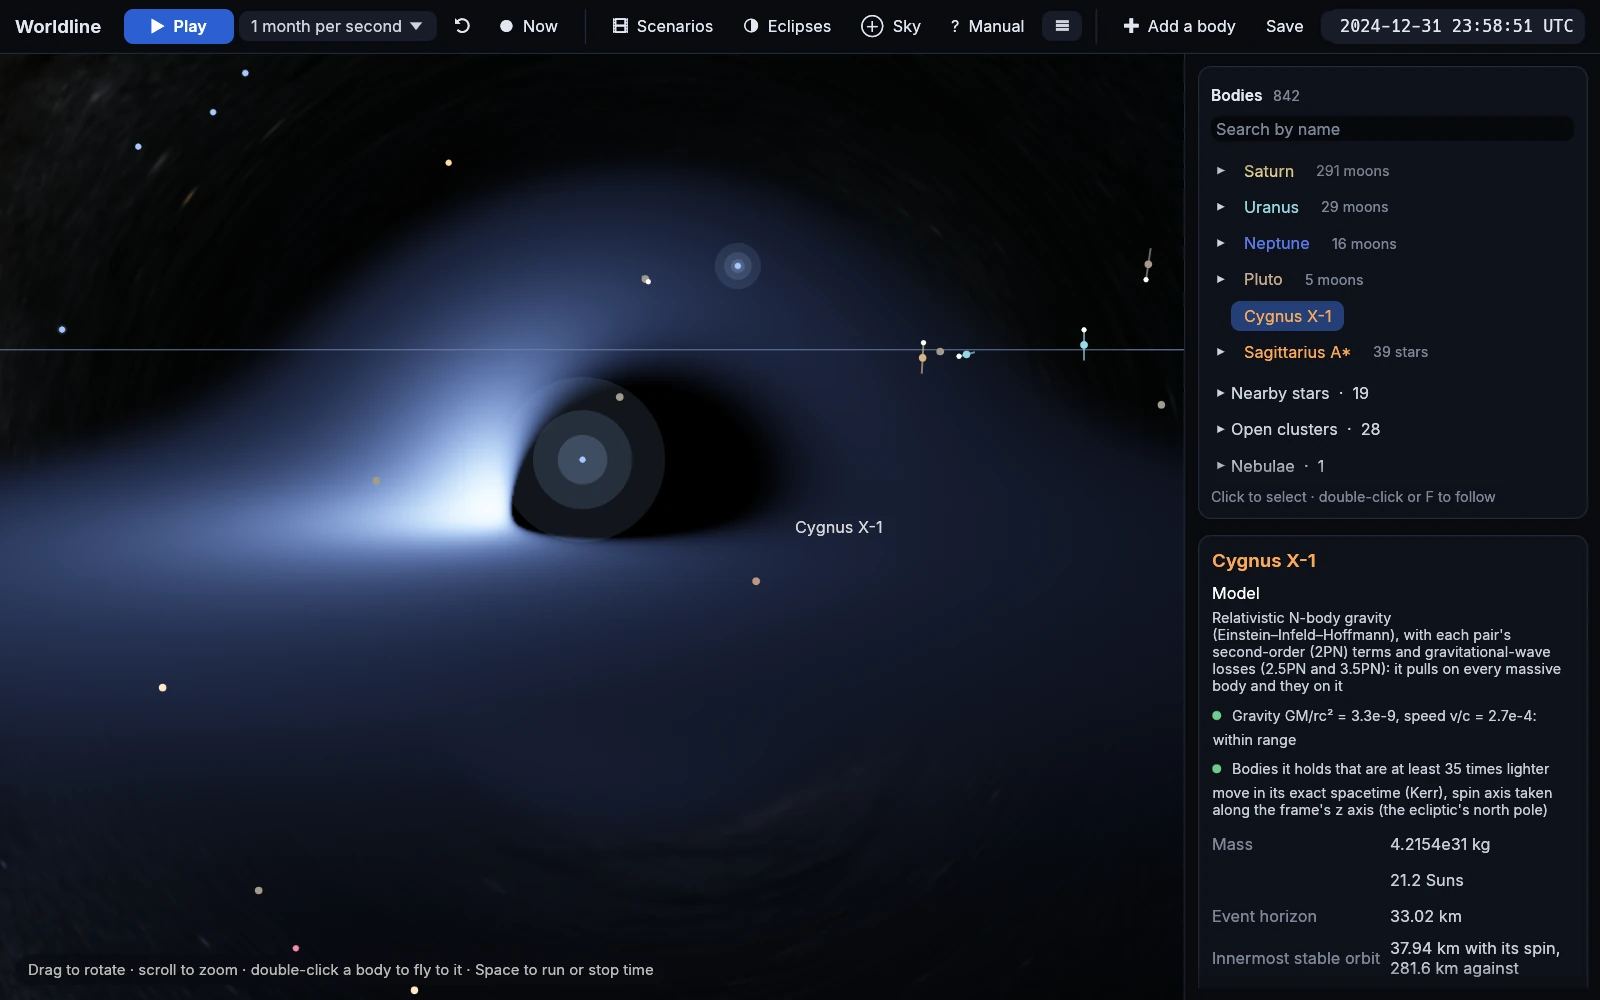 Worldline
Play
1 month per second
Now
Scenarios
Eclipses
Sky
? Manual
Add a body
Save
2024-12-31 23:58:51 UTC
Bodies 842
Search by name
Saturn 291 moons
Uranus 29 moons
Neptune 16 moons
Pluto 5 moons
Cygnus X-1
Sagittarius A* 39 stars
Nearby stars · 19
Open clusters · 28
Nebulae · 1
Click to select · double-click or F to follow
Cygnus X-1
Cygnus X-1
Model
Relativistic N-body gravity
(Einstein–Infeld–Hoffmann), with each pair's
second-order (2PN) terms and gravitational-wave
losses (2.5PN and 3.5PN): it pulls on every massive
body and they on it
Gravity GM/rc² = 3.3e-9, speed v/c = 2.7e-4:
within range
Bodies it holds that are at least 35 times lighter
move in its exact spacetime (Kerr), spin axis taken
along the frame's z axis (the ecliptic's north pole)
Mass 4.2154e31 kg
21.2 Suns
Event horizon 33.02 km
Innermost stable orbit 37.94 km with its spin,
281.6 km against
Drag to rotate · scroll to zoom · double-click a body to fly to it · Space to run or stop time